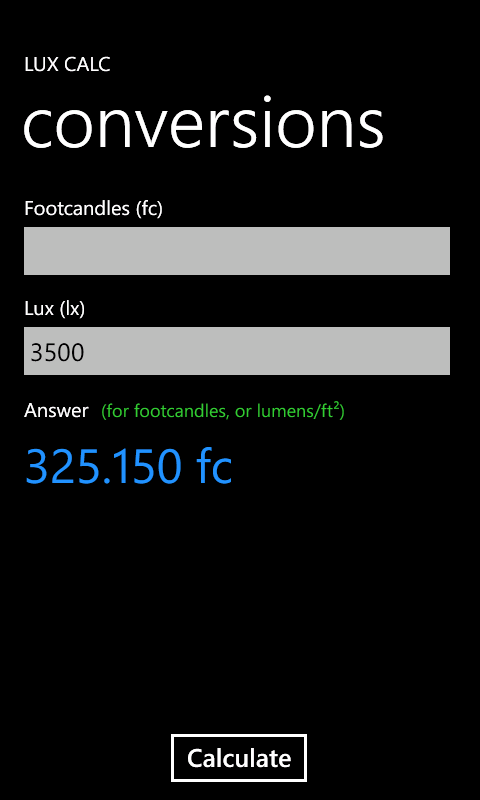 LUX CALC
conversions
Footcandles (fc)
Lux (lx)
3500
Answer (for footcandles, or lumens/ft²)
325.150 fc
Calculate